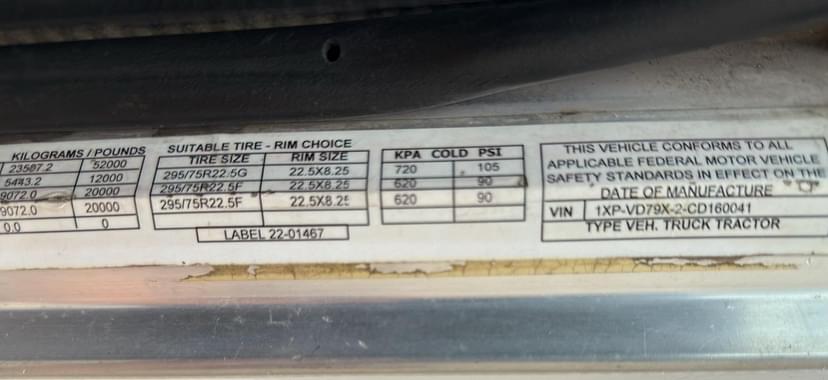 KILOGRAMS / POUNDS
23587.2 52000
5443.2 12000
9072.0 20000
9072.0 20000
0.0 0
SUITABLE TIRE - RIM CHOICE
TIRE SIZE RIM SIZE
295/75R22.5G 22.5X8.25
295/75R22.5F 22.5X8.25
295/75R22.5F 22.5X8.25
LABEL 22-01467
KPA COLD PSI
720 105
620 90
620 90
THIS VEHICLE CONFORMS TO ALL
APPLICABLE FEDERAL MOTOR VEHICLE
SAFETY STANDARDS IN EFFECT ON THE
DATE OF MANUFACTURE
VIN 1XP-VD79X-2-CD160041
TYPE VEH. TRUCK TRACTOR